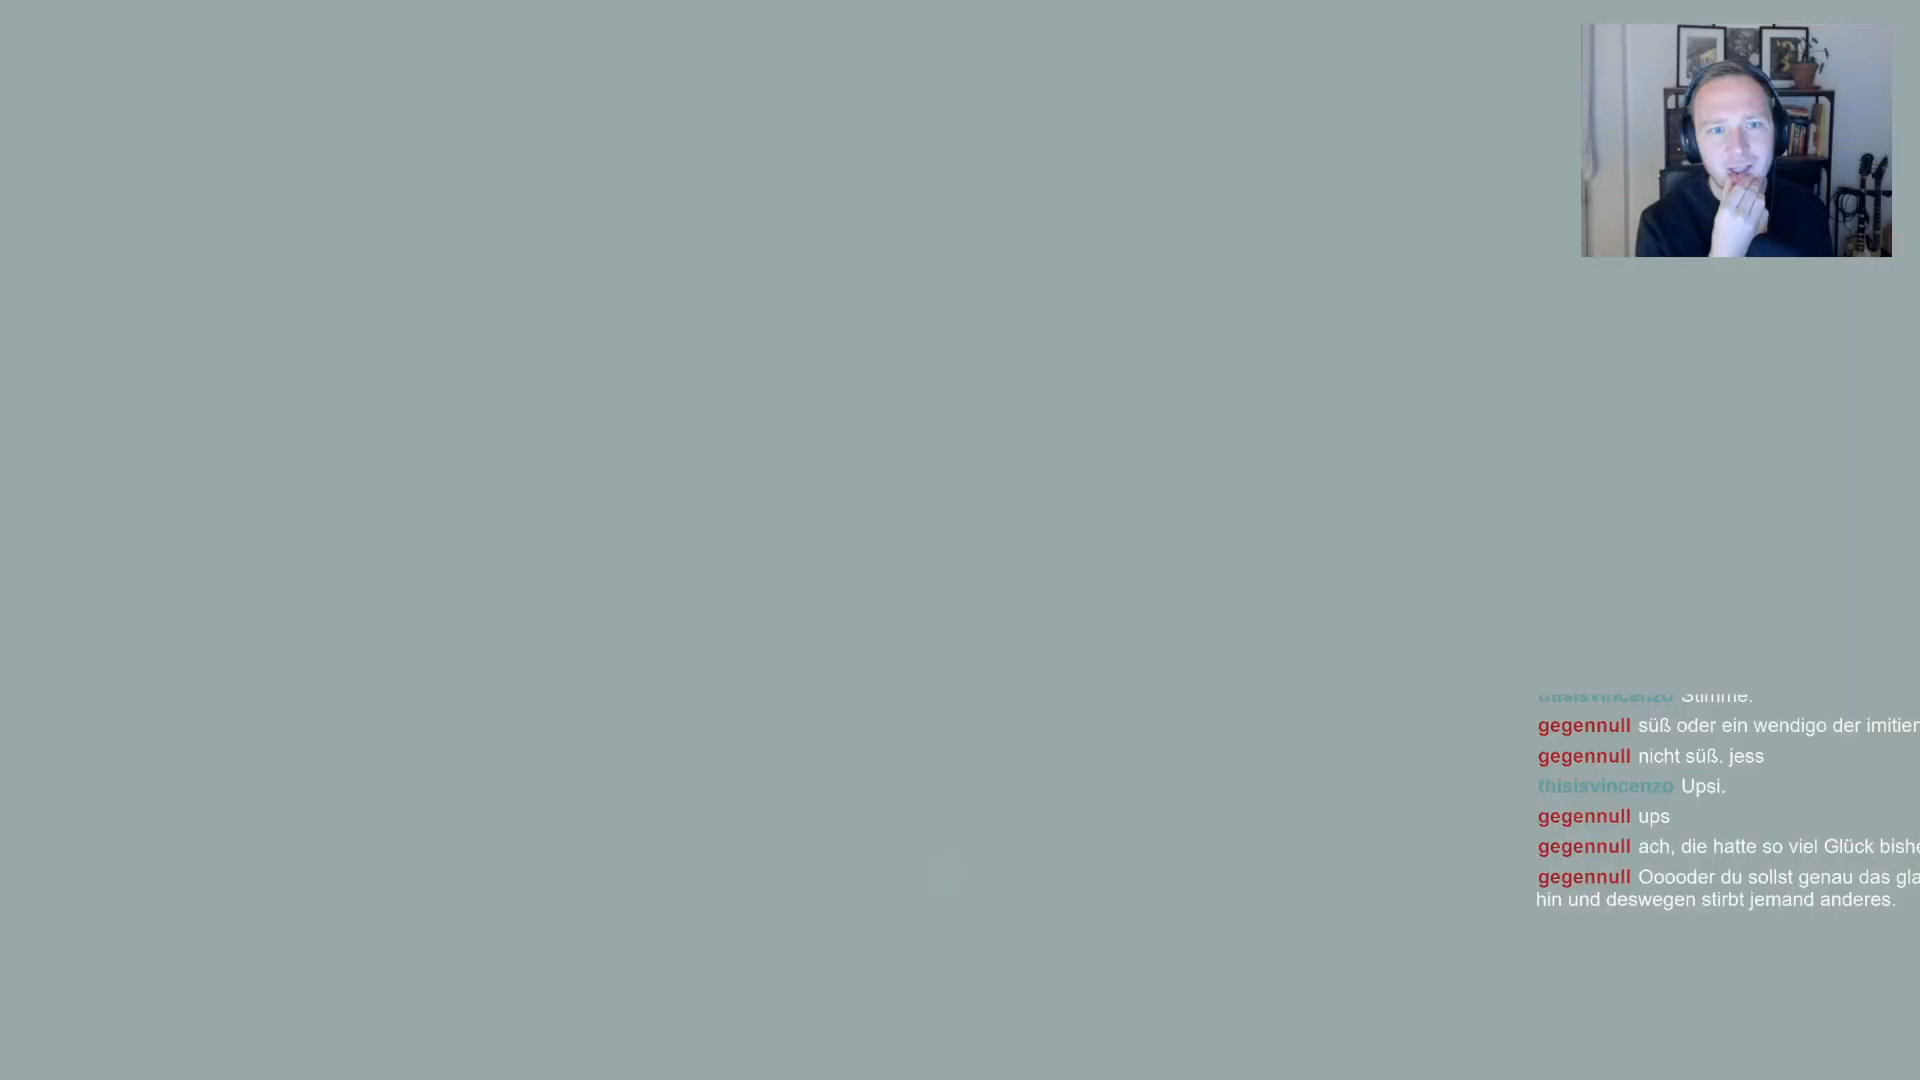 thisisvincenzo Stimme.
gegennull süß oder ein wendigo der imitier
gegennull nicht süß. jess
thisisvincenzo Upsi.
gegennull ups
gegennull ach, die hatte so viel Glück bishe
gegennull Ooooder du sollst genau das gla
hin und deswegen stirbt jemand anderes.